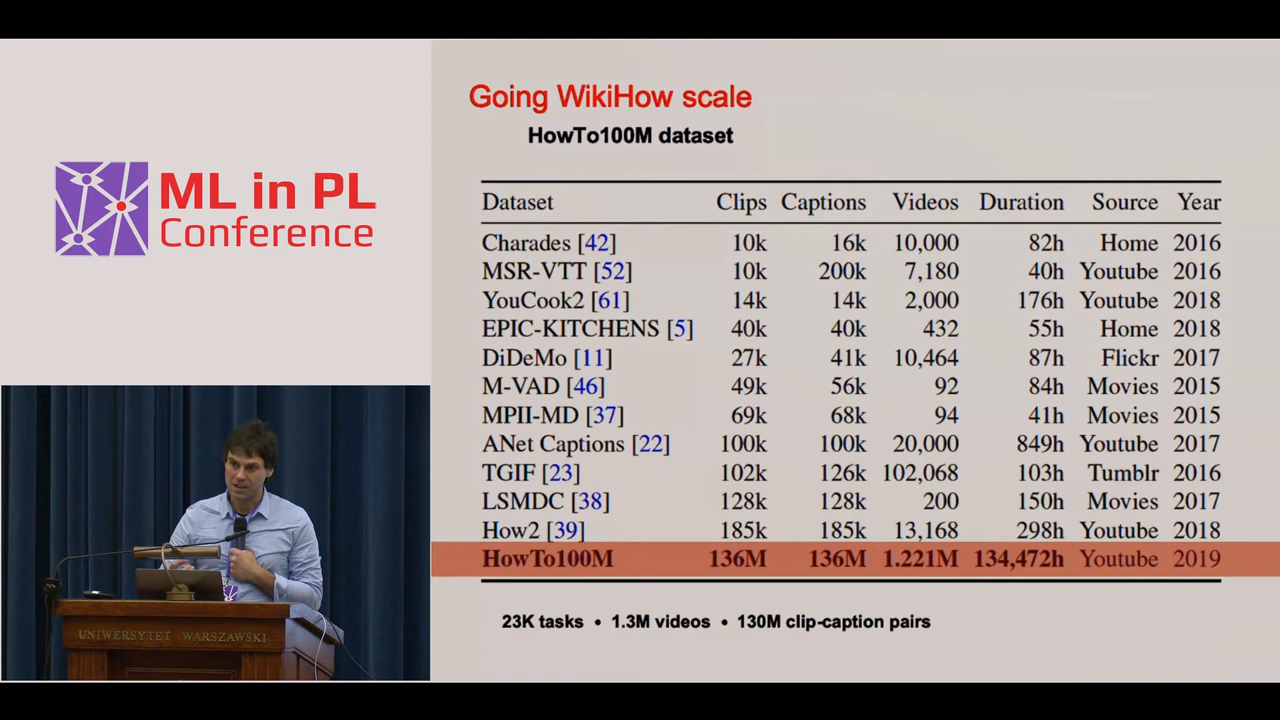 ML in PL
Conference
Going WikiHow scale
HowTo100M dataset
Dataset Clips Captions Videos Duration Source Year
Charades [42] 10k 16k 10,000 82h Home 2016
MSR-VTT [52] 10k 200k 7,180 40h Youtube 2016
YouCook2 [61] 14k 14k 2,000 176h Youtube 2018
EPIC-KITCHENS [5] 40k 40k 432 55h Home 2018
DiDeMo [11] 27k 41k 10,464 87h Flickr 2017
M-VAD [46] 49k 56k 92 84h Movies 2015
MPII-MD [37] 69k 68k 94 41h Movies 2015
ANet Captions [22] 100k 100k 20,000 849h Youtube 2017
TGIF [23] 102k 126k 102,068 103h Tumblr 2016
LSMDC [38] 128k 128k 200 150h Movies 2017
How2 [39] 185k 185k 13,168 298h Youtube 2018
HowTo100M 136M 136M 1.221M 134,472h Youtube 2019
23K tasks • 1.3M videos • 130M clip-caption pairs
UNIWERSYTET WARSZAWSKI